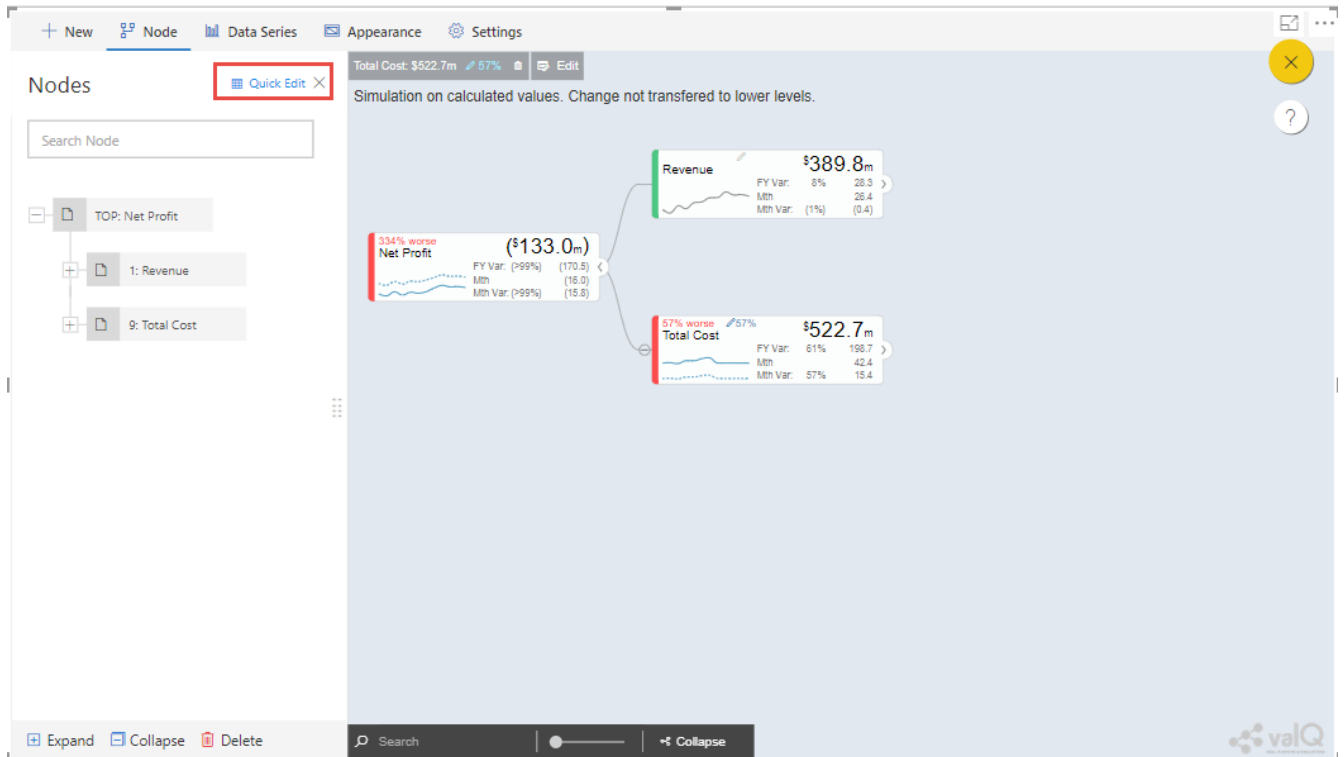 New Node Data Series Appearance Settings
Nodes
Quick Edit
Search Node
TOP: Net Profit
1: Revenue
9: Total Cost
Expand Collapse Delete
Total Cost: $522.7m 57% Edit
Simulation on calculated values. Change not transfered to lower levels.
?
Revenue $389.8m
FY Var: 8% 28.3
Mth 26.4
Mth Var: (1%) (0.4)
334% worse
Net Profit ($133.0m)
FY Var: (>99%) (170.5)
Mth (16.0)
Mth Var: (>99%) (15.8)
57% worse 57%
Total Cost $522.7m
FY Var: 61% 198.7
Mth 42.4
Mth Var: 57% 15.4
Search Collapse
valQ